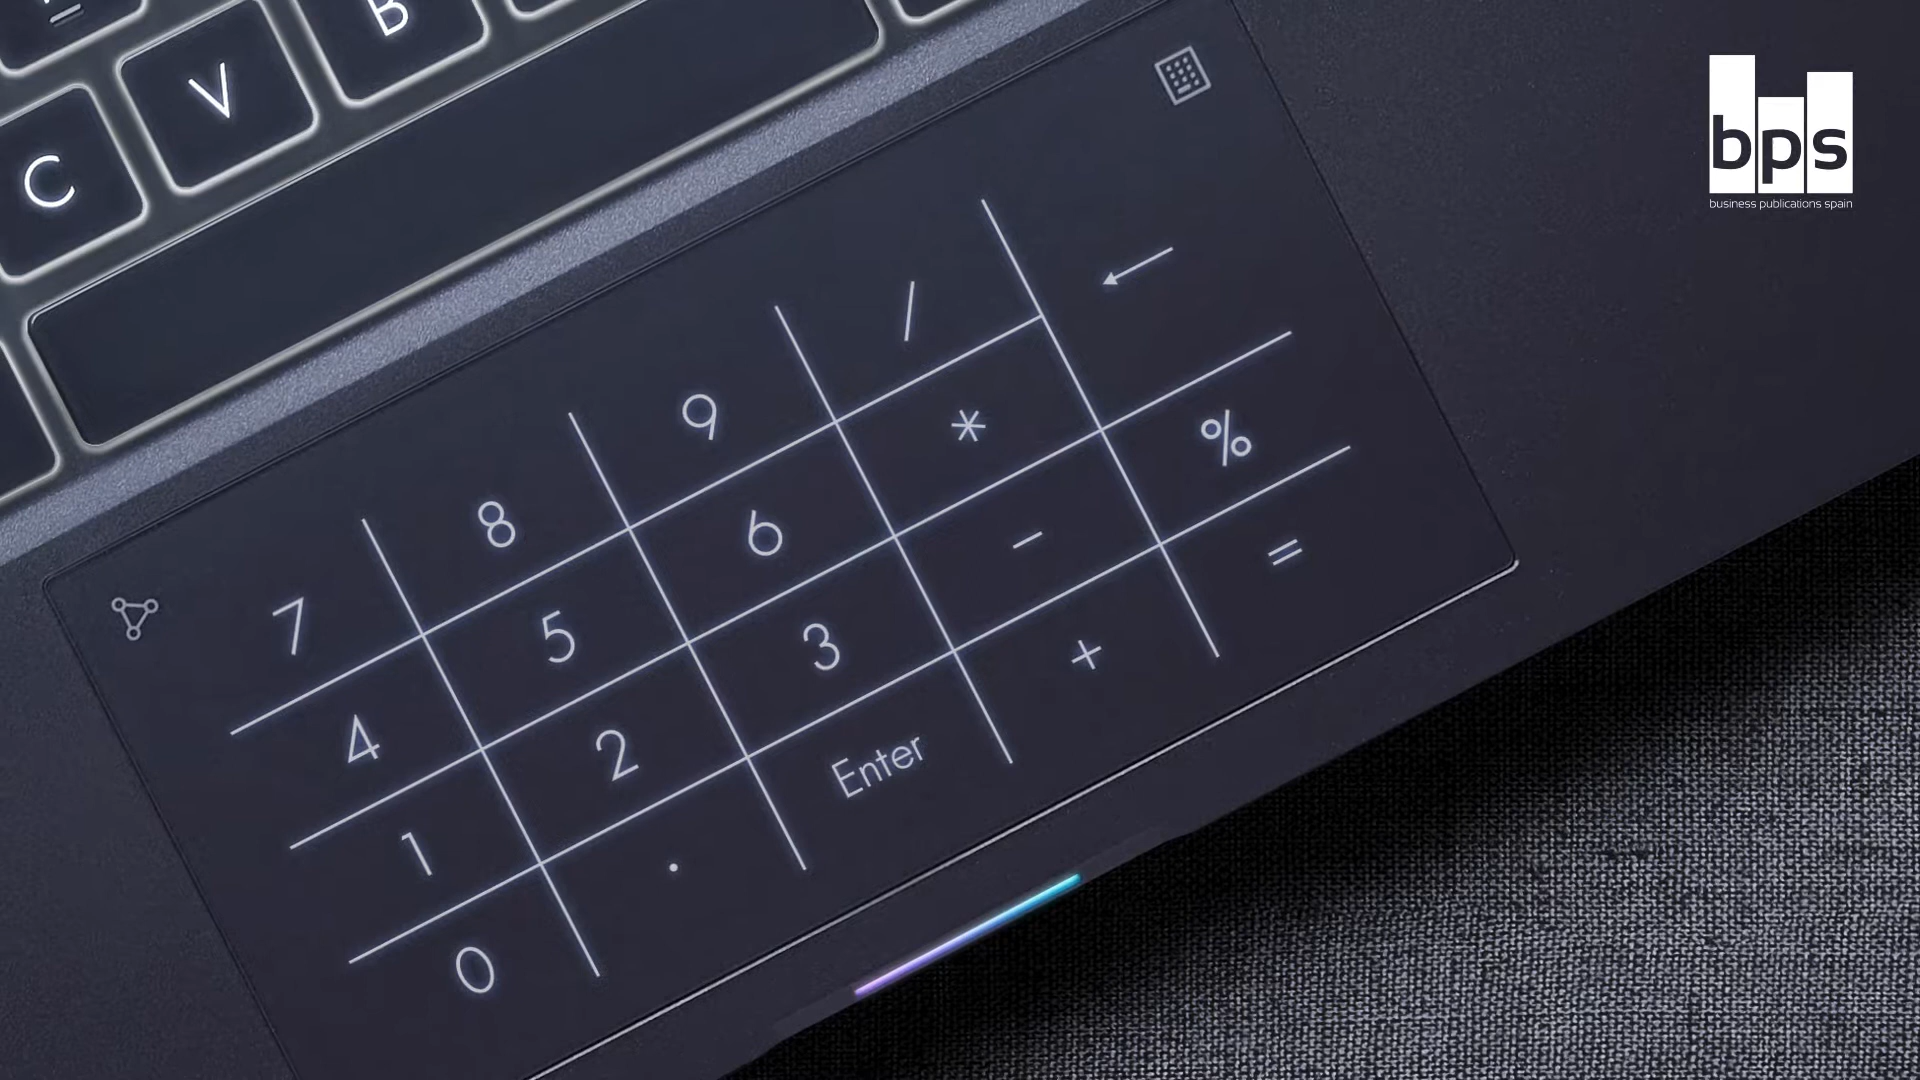 B
V
C
bps
business publications spain
7 8 9 /
4 5 6 *
1 2 3 - %
0 . Enter + =